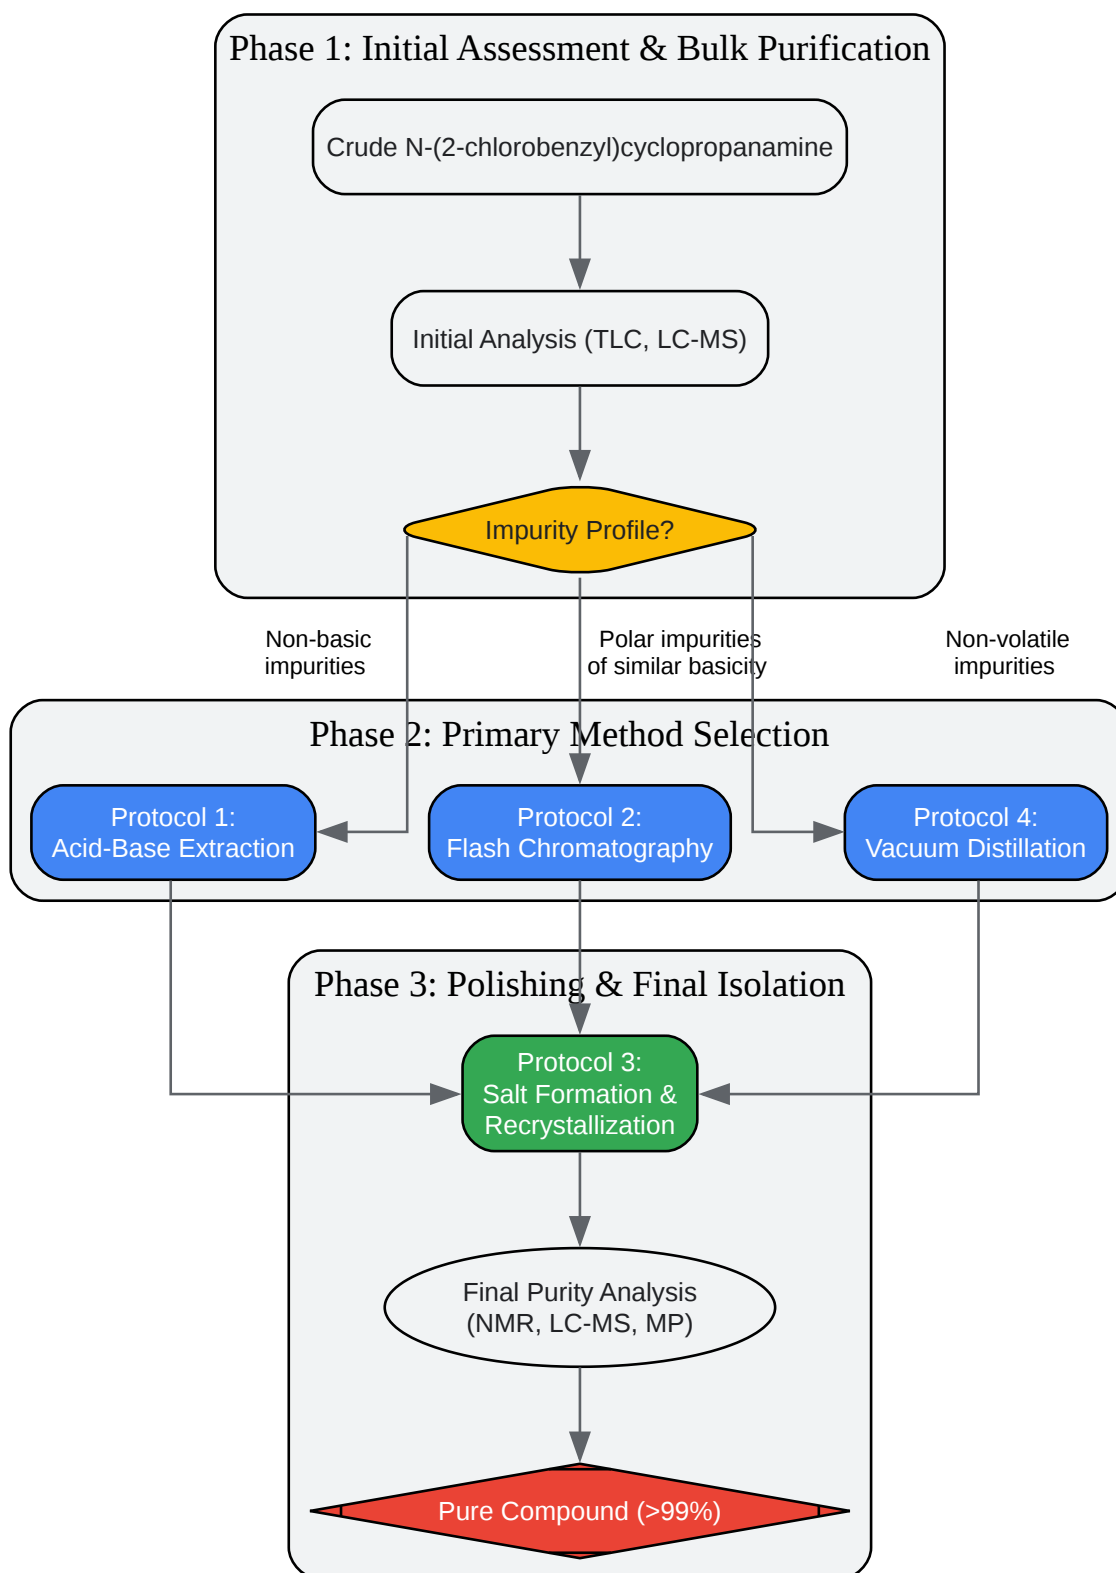 Phase 1: Initial Assessment & Bulk Purification
Crude N-(2-chlorobenzyl)cyclopropanamine
Initial Analysis (TLC, LC-MS)
Impurity Profile?
Non-basic
impurities
Polar impurities
of similar basicity
Non-volatile
impurities
Phase 2: Primary Method Selection
Protocol 1:
Acid-Base Extraction
Protocol 2:
Flash Chromatography
Protocol 4:
Vacuum Distillation
Phase 3: Polishing & Final Isolation
Protocol 3:
Salt Formation &
Recrystallization
Final Purity Analysis
(NMR, LC-MS, MP)
Pure Compound (>99%)